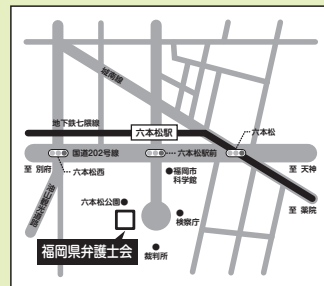 城南線
地下鉄七隈線
六本松駅
六本松
国道202号線
六本松駅前
至 別府
六本松西
福岡市
科学館
至 天神
六本松公園
検察庁
至 薬院
福岡県弁護士会
裁判所